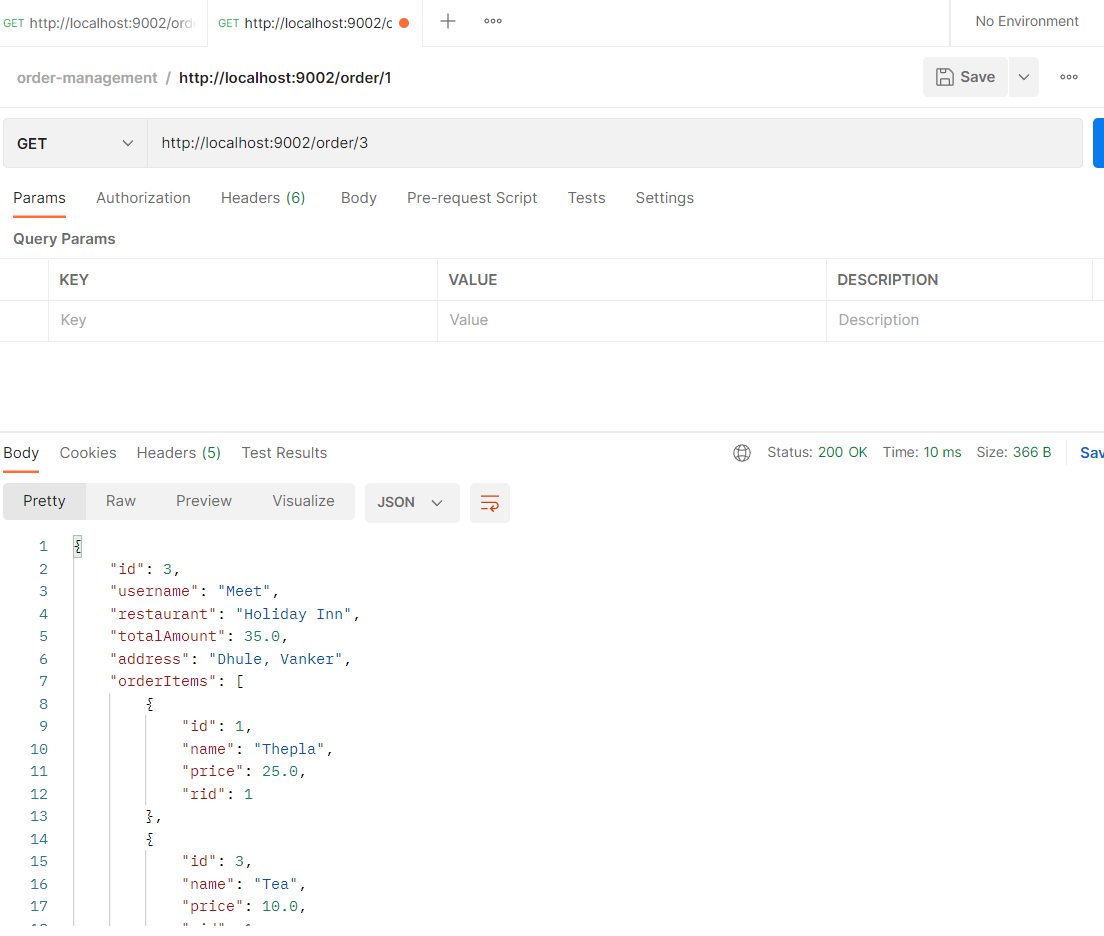 GET http://localhost:9002/ord GET http://localhost:9002/c No Environment
order-management / http://localhost:9002/order/1 Save
GET http://localhost:9002/order/3
Params Authorization Headers (6) Body Pre-request Script Tests Settings
Query Params
KEY VALUE DESCRIPTION
Key Value Description
Body Cookies Headers (5) Test Results Status: 200 OK Time: 10 ms Size: 366 B Sav
Pretty Raw Preview Visualize JSON
1 {
2 "id": 3,
3 "username": "Meet",
4 "restaurant": "Holiday Inn",
5 "totalAmount": 35.0,
6 "address": "Dhule, Vanker",
7 "orderItems": [
8 {
9 "id": 1,
10 "name": "Thepla",
11 "price": 25.0,
12 "rid": 1
13 },
14 {
15 "id": 3,
16 "name": "Tea",
17 "price": 10.0,